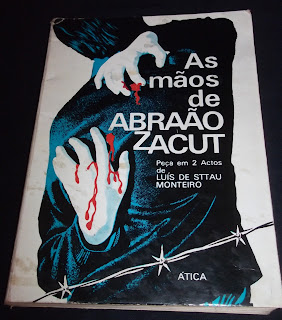 As
mãos
de
ABRAÃO
ZACUT
Peça em 2 Actos
de
LUÍS DE STTAU
MONTEIRO
ÁTICA